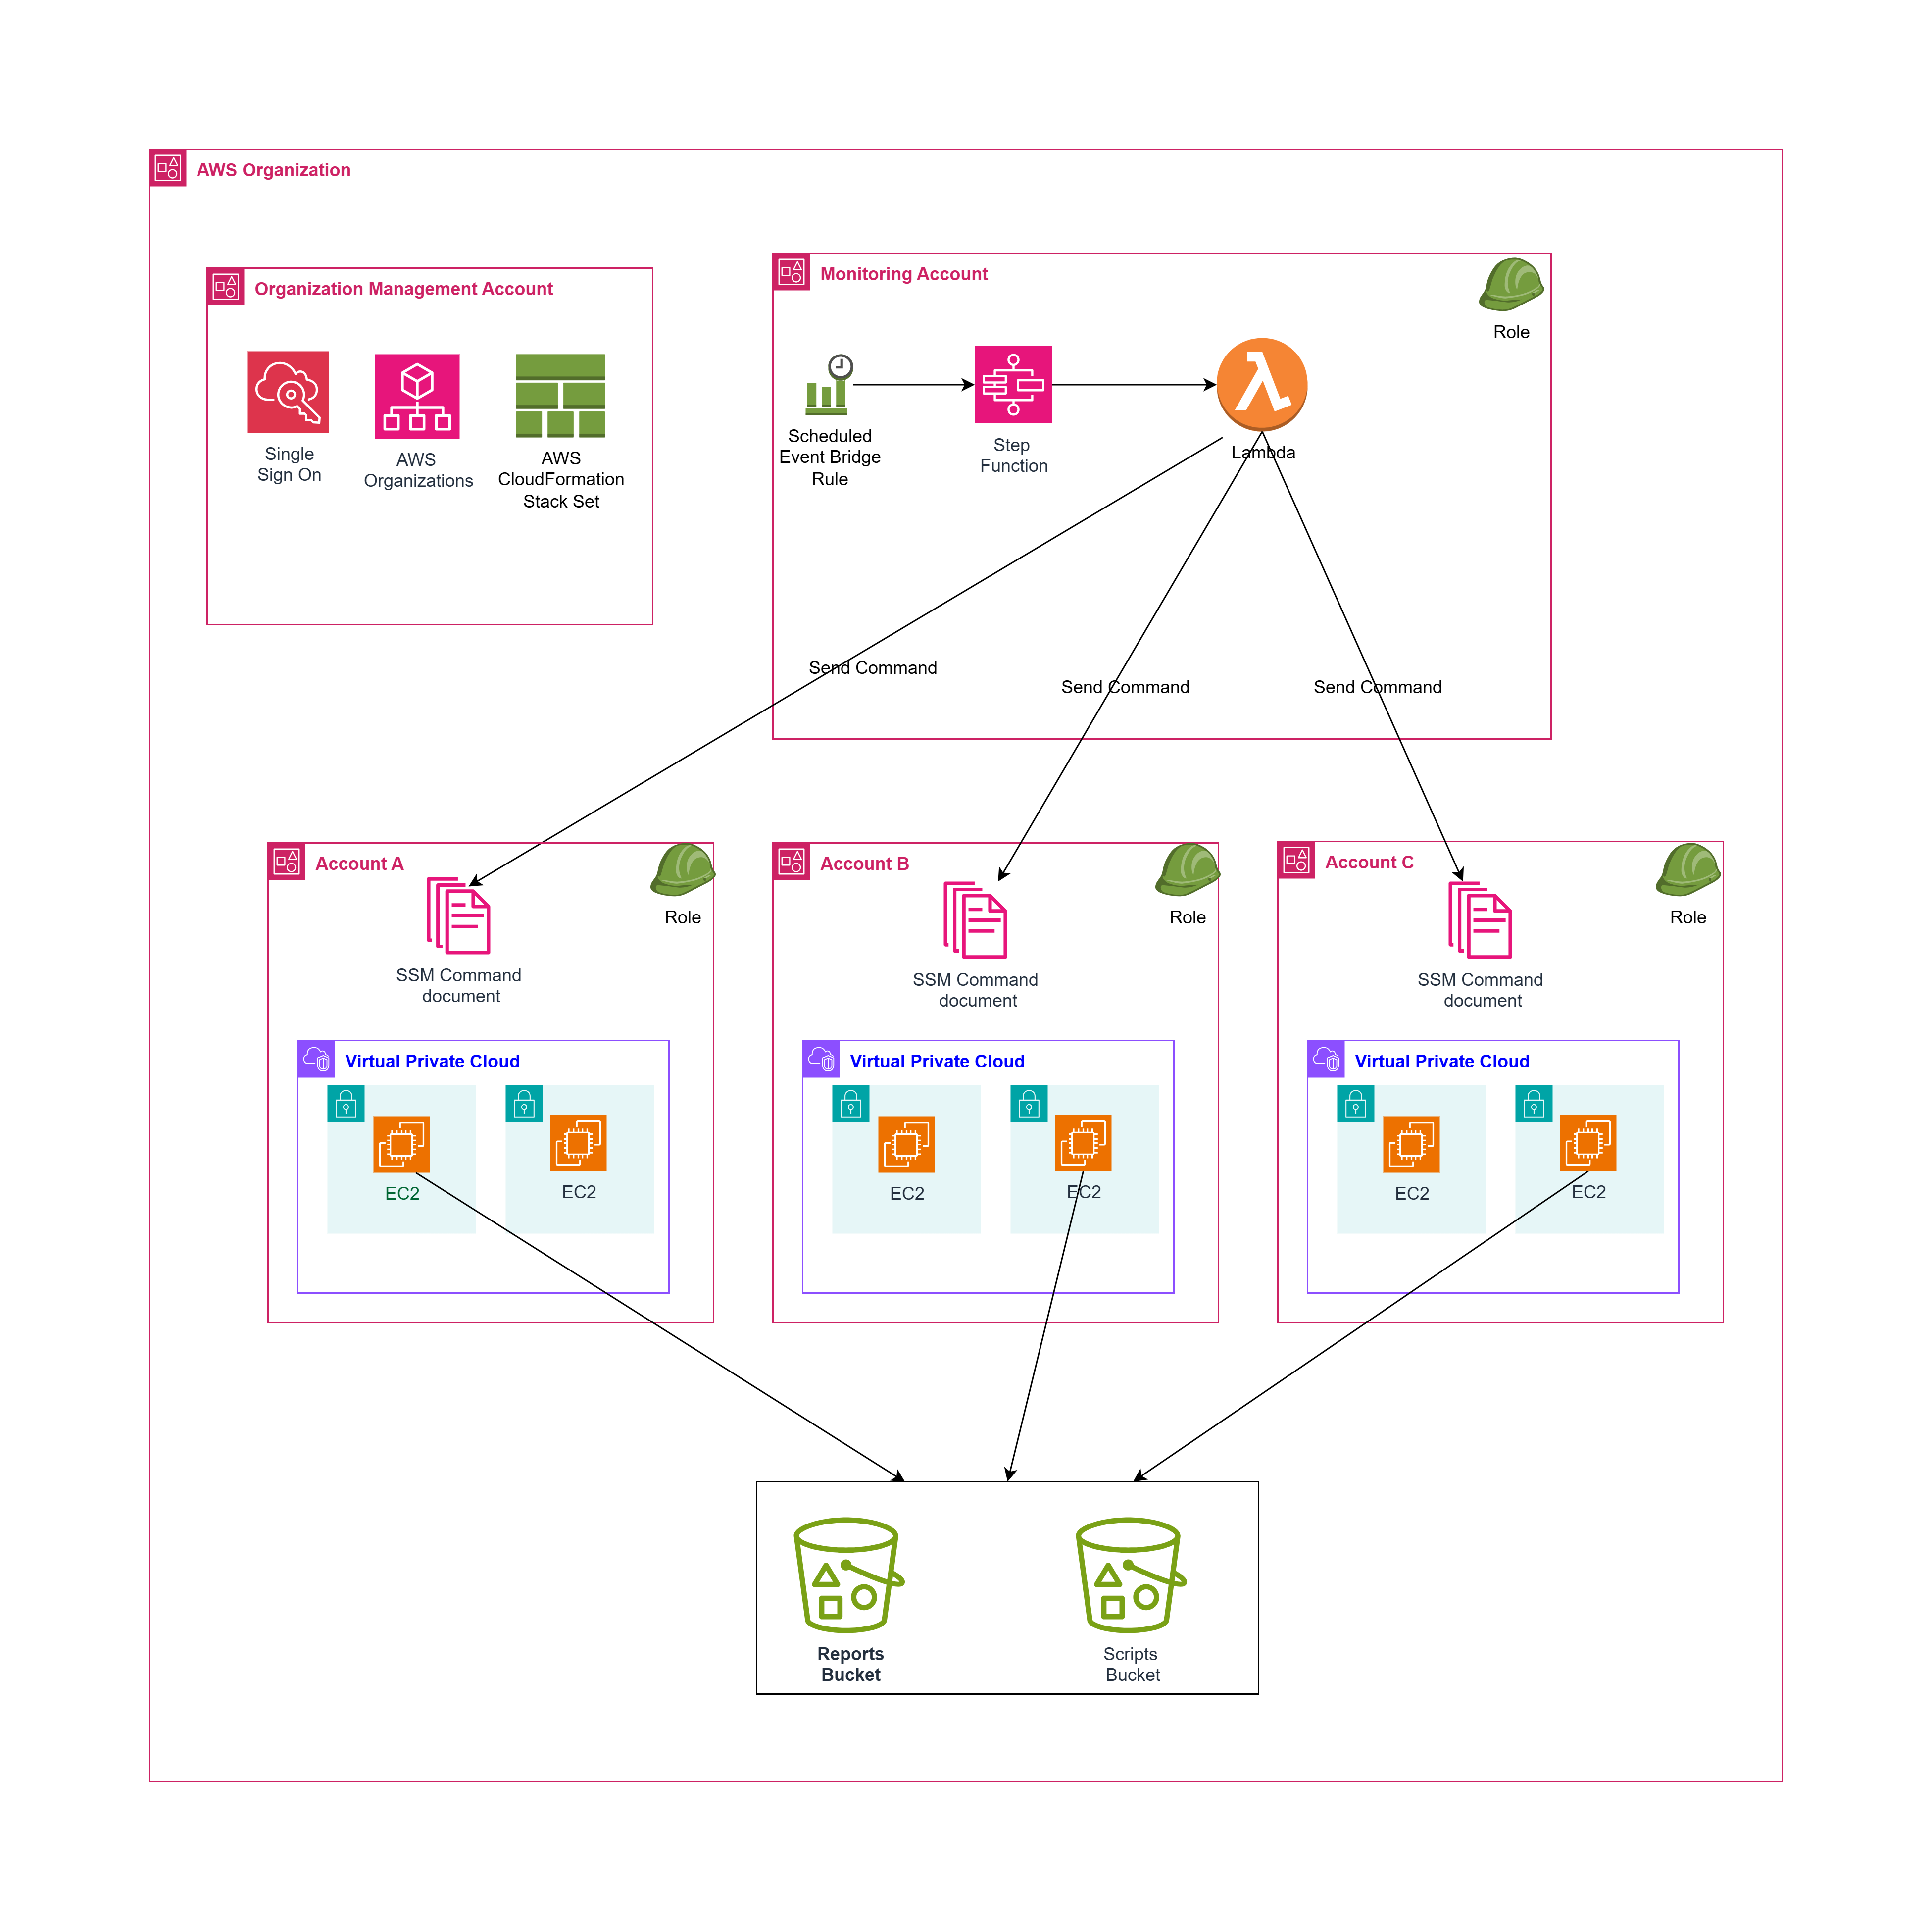 AWS Organization
Organization Management Account
Single
Sign On
AWS
Organizations
AWS
CloudFormation
Stack Set
Monitoring Account
Role
Scheduled
Event Bridge
Rule
Step
Function
Lambda
Send Command
Send Command
Send Command
Account A
Role
SSM Command
document
Virtual Private Cloud
EC2
EC2
Account B
Role
SSM Command
document
Virtual Private Cloud
EC2
EC2
Account C
Role
SSM Command
document
Virtual Private Cloud
EC2
EC2
Reports
Bucket
Scripts
Bucket